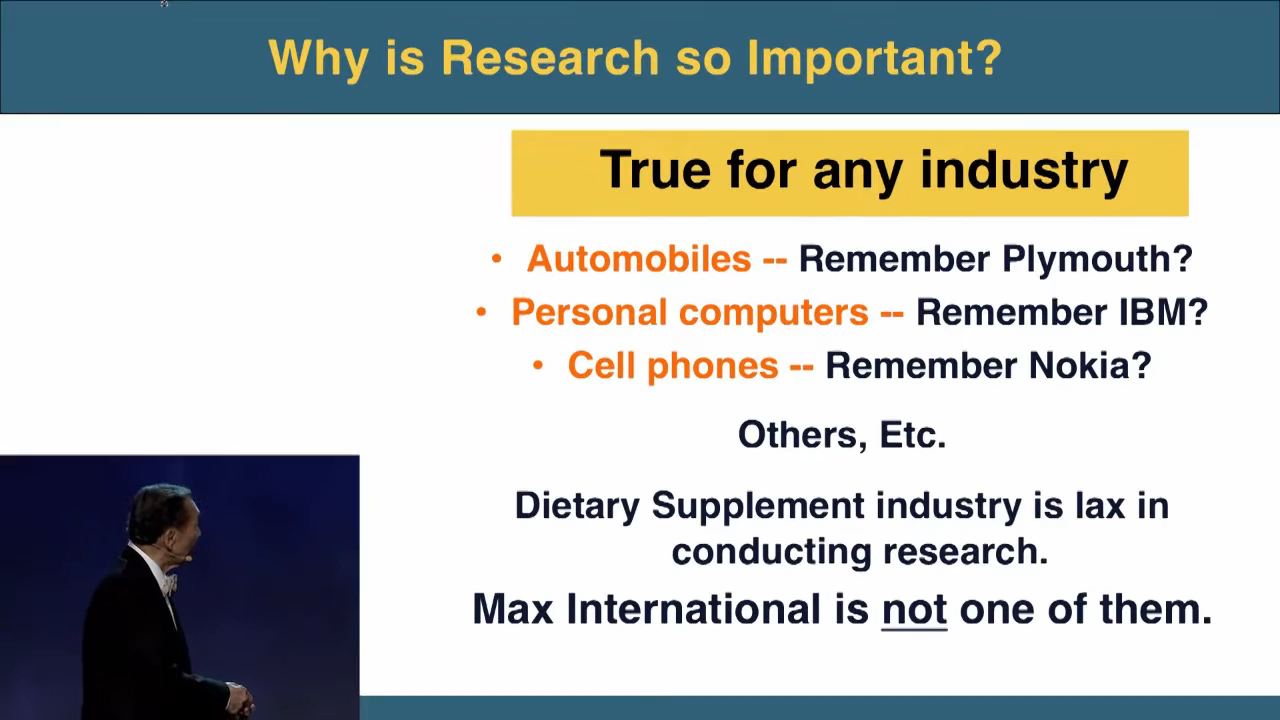 Why is Research so Important?
True for any industry
• Automobiles -- Remember Plymouth?
• Personal computers -- Remember IBM?
• Cell phones -- Remember Nokia?
Others, Etc.
Dietary Supplement industry is lax in
conducting research.
Max International is not one of them.